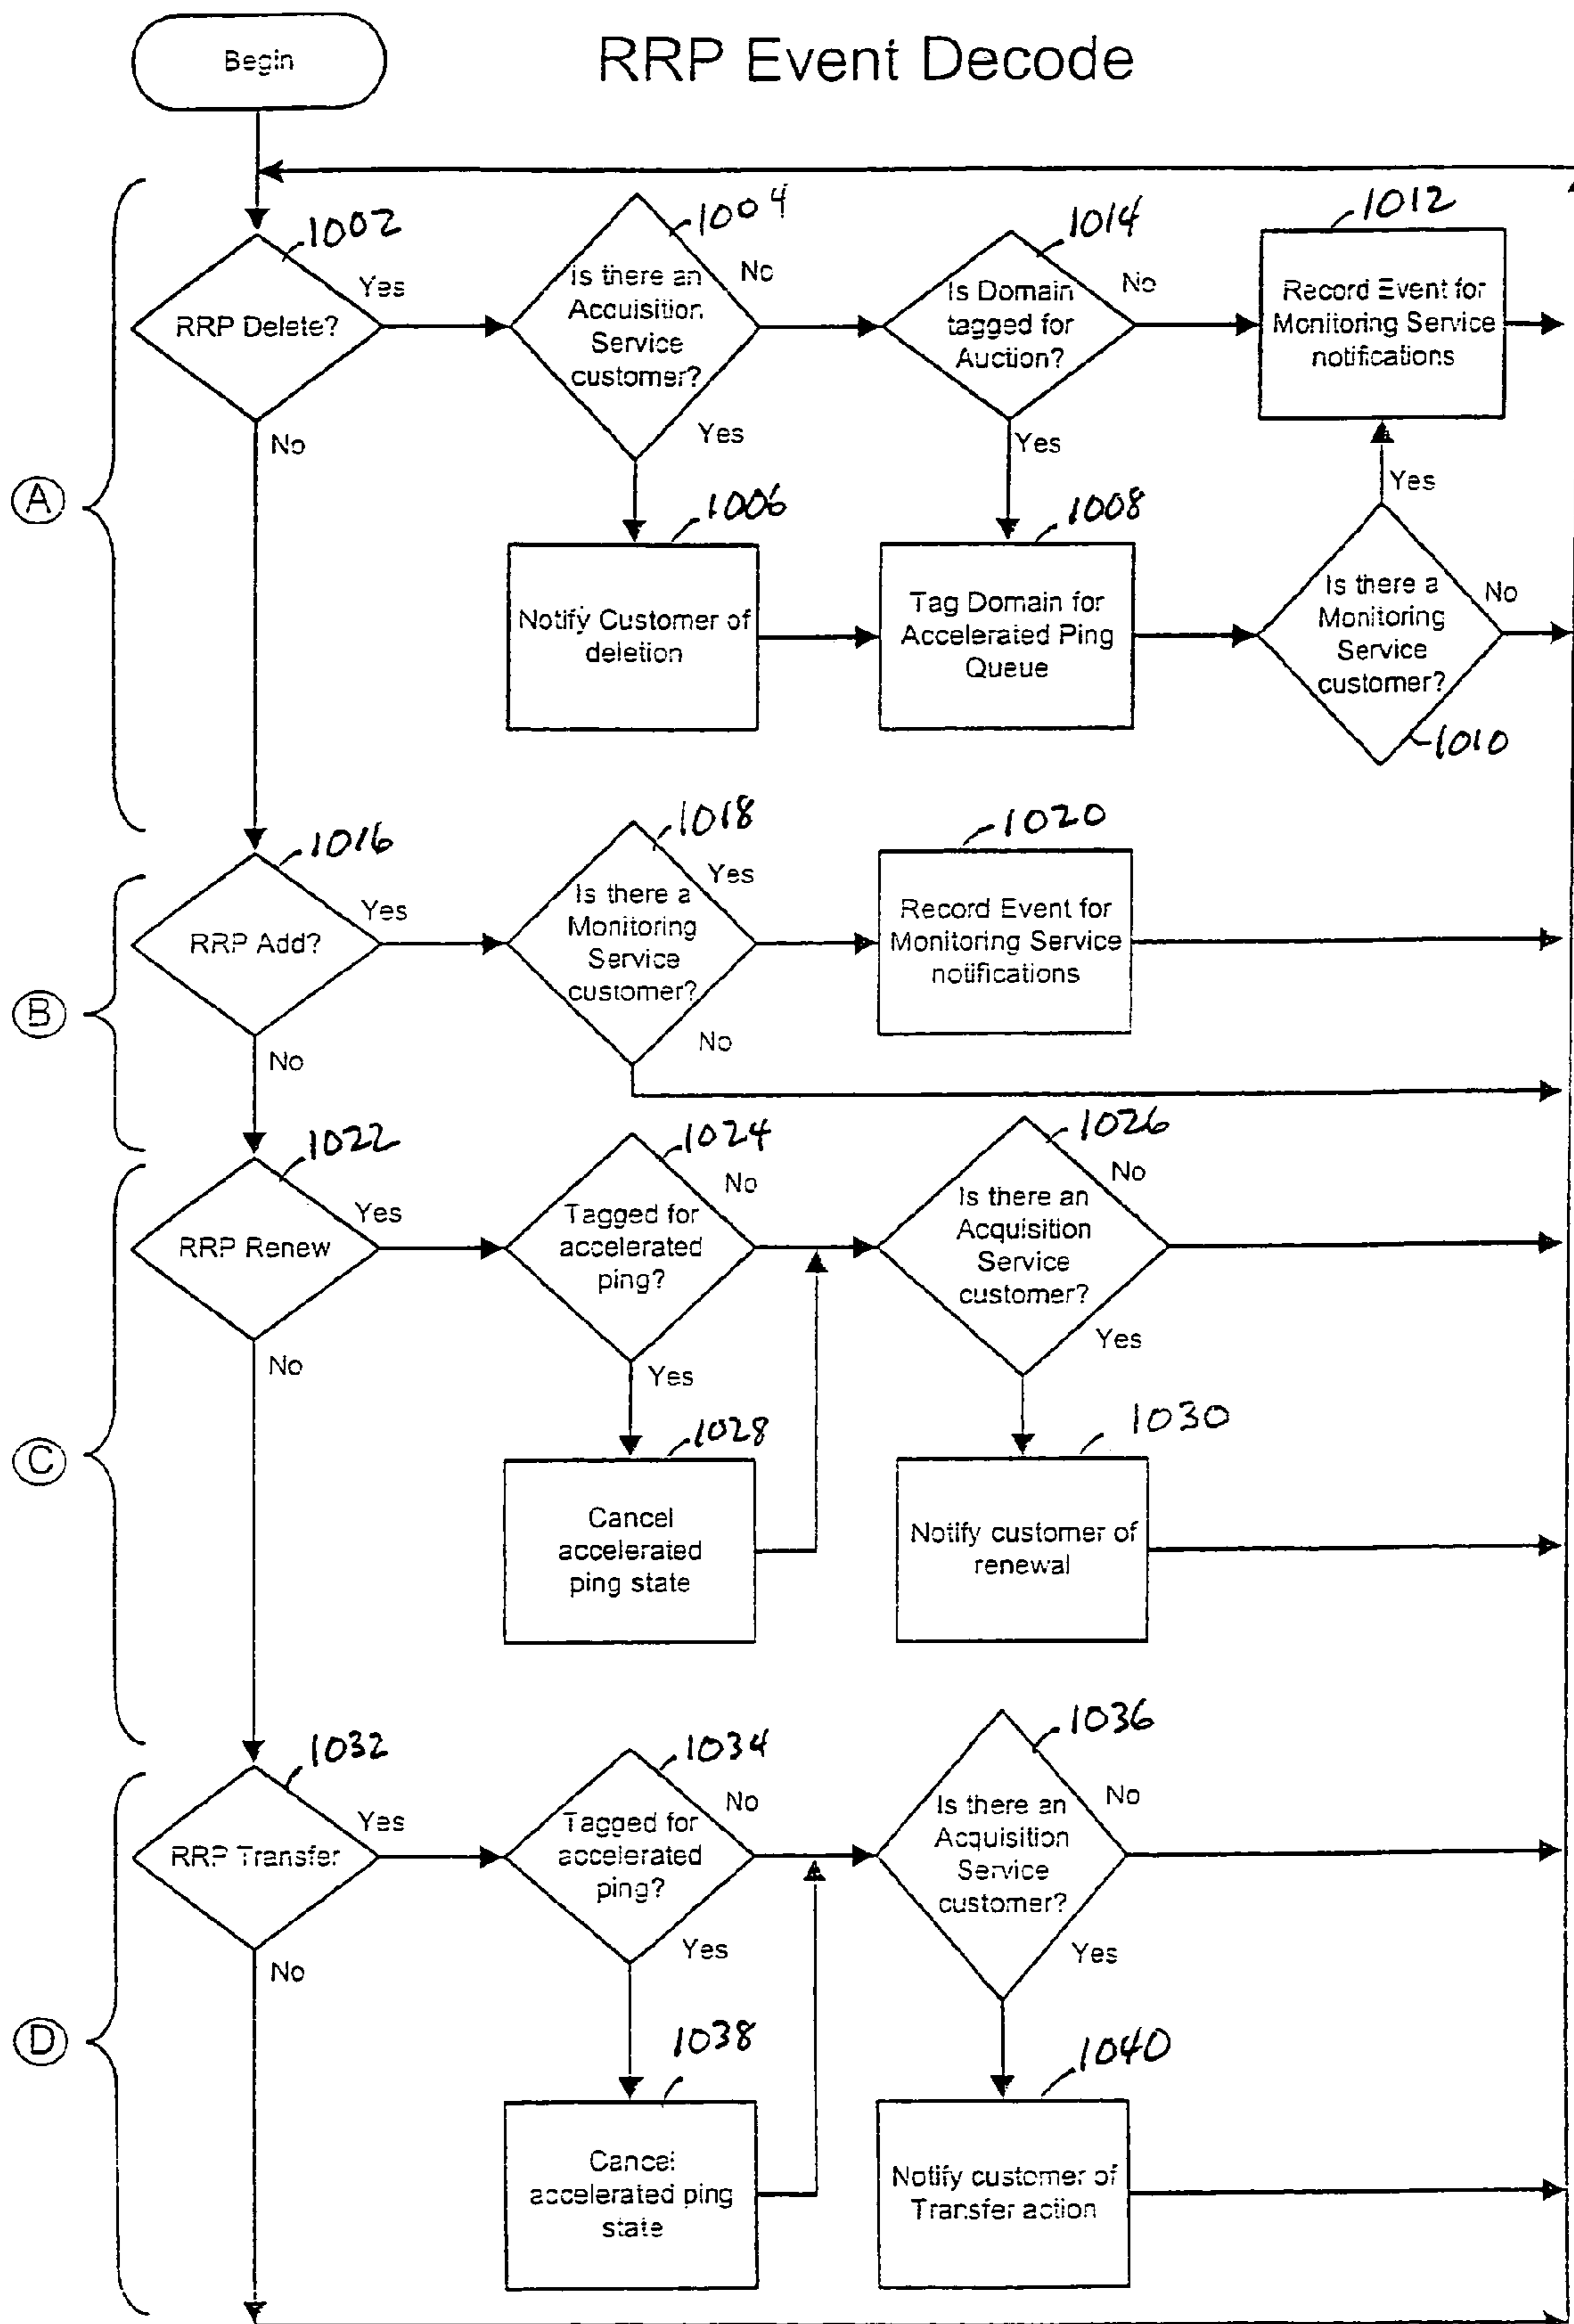 Begin
RRP Event Decode
1002
RRP Delete?
Yes
No
1004
is there an
Acquisition
Service
customer?
No
Yes
1014
Is Domain
tagged for
Auction?
No
Yes
1012
Record Event for
Monitoring Service
notifications
A
1006
Notify Customer of
deletion
1008
Tag Domain for
Accelerated Ping
Queue
Yes
Is there a
Monitoring
Service
customer?
No
1010
1016
RRP Add?
Yes
No
1018
Is there a
Monitoring
Service
customer?
Yes
No
1020
Record Event for
Monitoring Service
notifications
B
1022
RRP Renew
Yes
No
1024
Tagged for
accelerated
ping?
No
Yes
1026
Is there an
Acquisition
Service
customer?
No
Yes
C
1028
Cancel
accelerated
ping state
1030
Notify customer of
renewal
1032
RRP Transfer
Yes
No
1034
Tagged for
accelerated
ping?
No
Yes
1036
Is there an
Acquisition
Service
customer?
No
Yes
D
1038
Cancel
accelerated ping
state
1040
Notify customer of
Transfer action